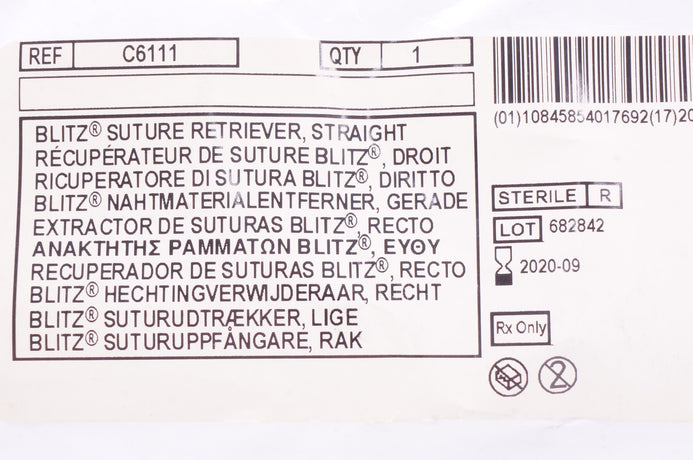 REF C6111 QTY 1
BLITZ® SUTURE RETRIEVER, STRAIGHT
RÉCUPÉRATEUR DE SUTURE BLITZ®, DROIT
RICUPERATORE DI SUTURA BLITZ®, DIRITTO
BLITZ® NAHTMATERIALENTFERNER, GERADE
EXTRACTOR DE SUTURAS BLITZ®, RECTO
ΑΝΑΚΤΗΤΗΣ ΡΑΜΜΑΤΩΝ BLITZ®, ΕΥΘΥ
RECUPERADOR DE SUTURAS BLITZ®, RECTO
BLITZ® HECHTINGVERWIJDERAAR, RECHT
BLITZ® SUTURUDTRÆKKER, LIGE
BLITZ® SUTURUPPFÅNGARE, RAK
(01)10845854017692(17)20
STERILE R
LOT 682842
2020-09
Rx Only
2